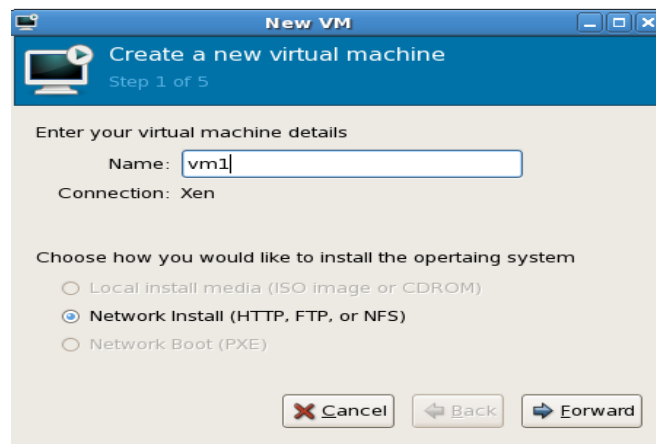 New VM
Create a new virtual machine
Step 1 of 5
Enter your virtual machine details
Name: vm1
Connection: Xen
Choose how you would like to install the opertaing system
Local install media (ISO image or CDROM)
Network Install (HTTP, FTP, or NFS)
Network Boot (PXE)
Cancel Back Forward